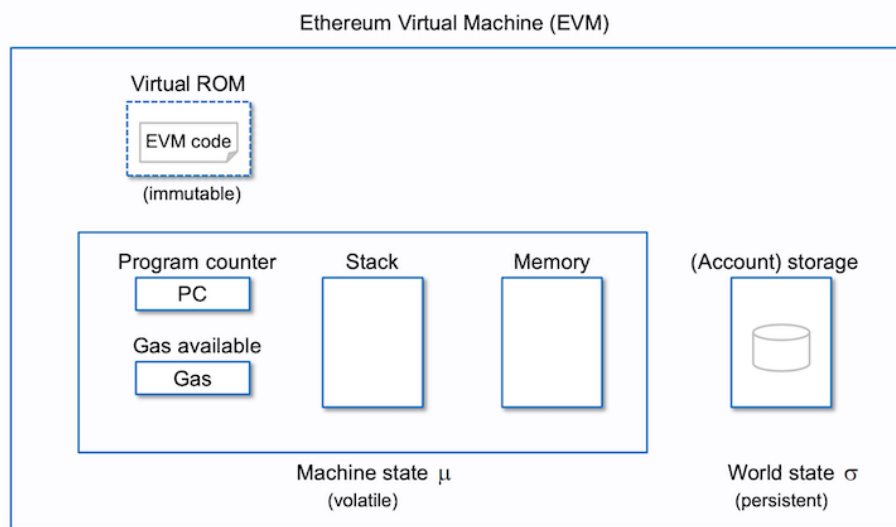 Ethereum Virtual Machine (EVM)
Virtual ROM
EVM code
(immutable)
Program counter
PC
Gas available
Gas
Stack
Memory
(Account) storage
Machine state μ
(volatile)
World state σ
(persistent)